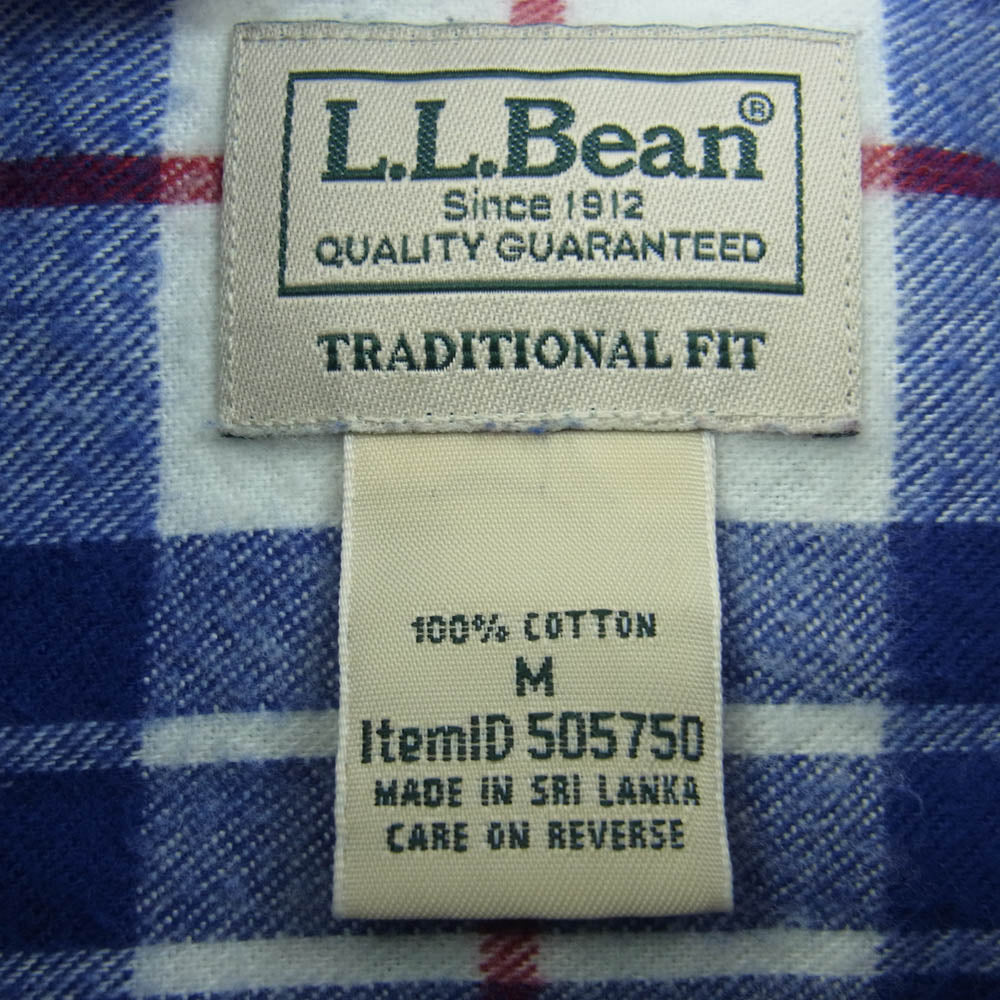 L.L.Bean®
Since 1912
QUALITY GUARANTEED
TRADITIONAL FIT
100% COTTON
M
ItemID 505750
MADE IN SRI LANKA
CARE ON REVERSE